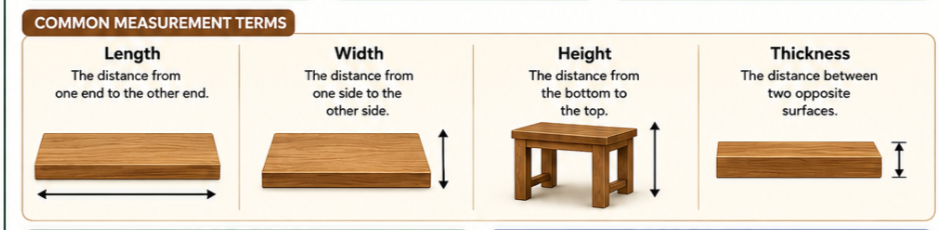 COMMON MEASUREMENT TERMS
Length
The distance from
one end to the other end.
Width
The distance from
one side to the
other side.
Height
The distance from
the bottom to
the top.
Thickness
The distance between
two opposite
surfaces.